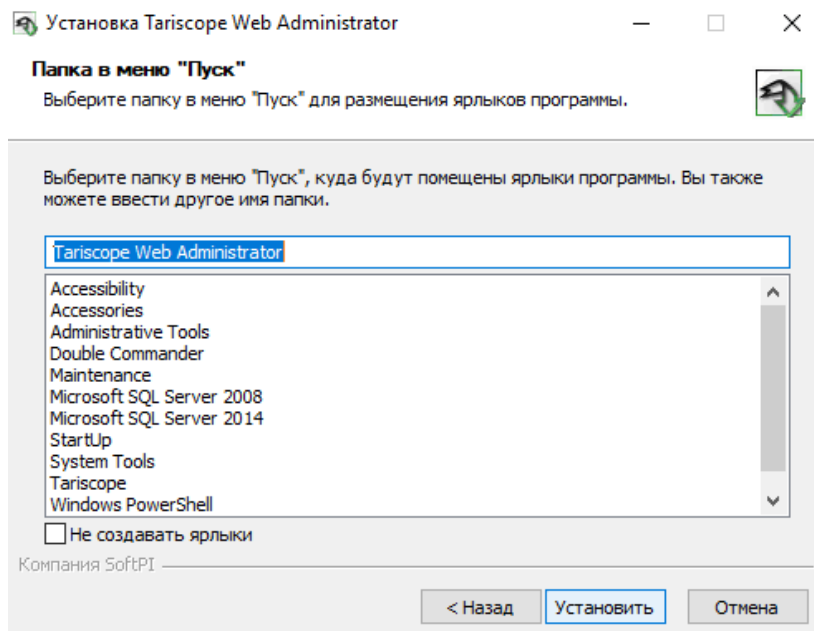 Установка Tariscope Web Administrator
Папка в меню "Пуск"
Выберите папку в меню "Пуск" для размещения ярлыков программы.
Выберите папку в меню "Пуск", куда будут помещены ярлыки программы. Вы также
можете ввести другое имя папки.
Tariscope Web Administrator
Accessibility
Accessories
Administrative Tools
Double Commander
Maintenance
Microsoft SQL Server 2008
Microsoft SQL Server 2014
StartUp
System Tools
Tariscope
Windows PowerShell
Не создавать ярлыки
Компания SoftPI
< Назад Установить Отмена